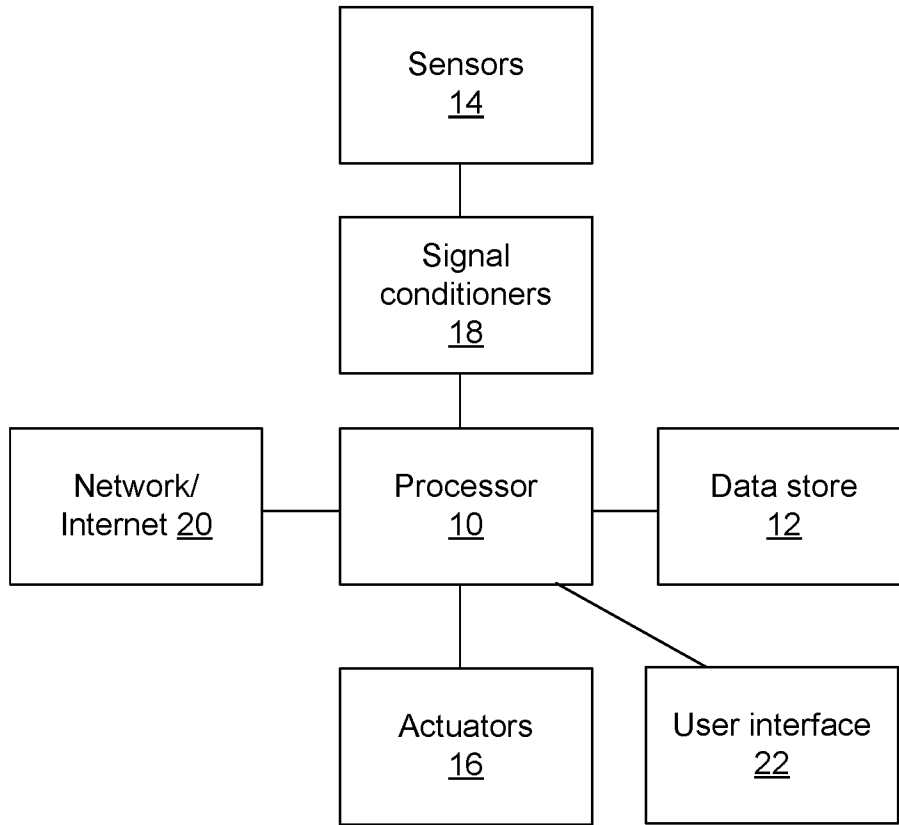 Sensors
14
Signal
conditioners
18
Network/
Internet 20
Processor
10
Data store
12
Actuators
16
User interface
22